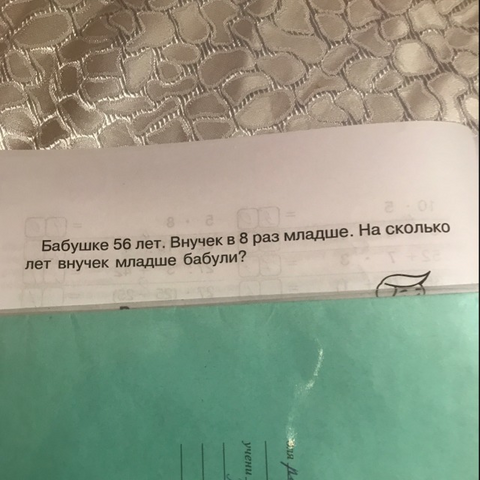 Бабушке 56 лет. Внучек в 8 раз младше. На сколько
лет внучек младше бабули?